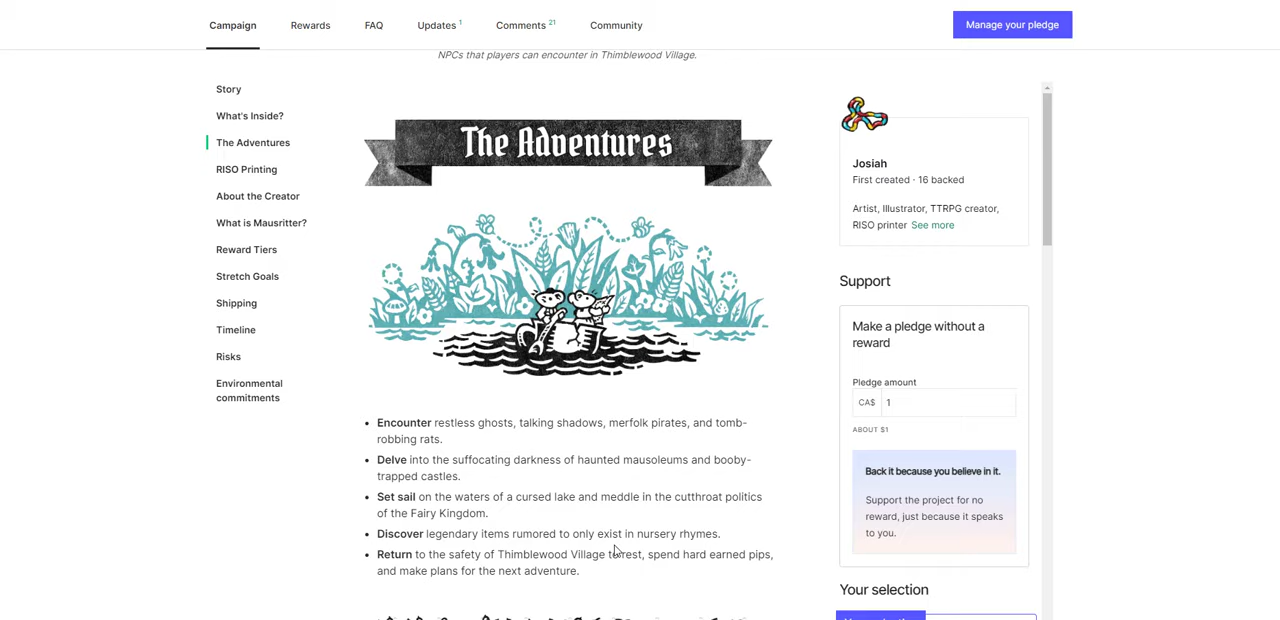 Campaign
Rewards
FAQ
Updates 1
Comments 21
Community
Manage your pledge
NPCs that players can encounter in Thimblewood Village.
Story
What's Inside?
The Adventures
RISO Printing
About the Creator
What is Mausritter?
Reward Tiers
Stretch Goals
Shipping
Timeline
Risks
Environmental
commitments
The Adventures
• Encounter restless ghosts, talking shadows, merfolk pirates, and tomb-
robbing rats.
• Delve into the suffocating darkness of haunted mausoleums and booby-
trapped castles.
• Set sail on the waters of a cursed lake and meddle in the cutthroat politics
of the Fairy Kingdom.
• Discover legendary items rumored to only exist in nursery rhymes.
• Return to the safety of Thimblewood Village to rest, spend hard earned pips,
and make plans for the next adventure.
Josiah
First created · 16 backed
Artist, Illustrator, TTRPG creator,
RISO printer See more
Support
Make a pledge without a
reward
Pledge amount
CA$ 1
ABOUT $1
Back it because you believe in it.
Support the project for no
reward, just because it speaks
to you.
Your selection